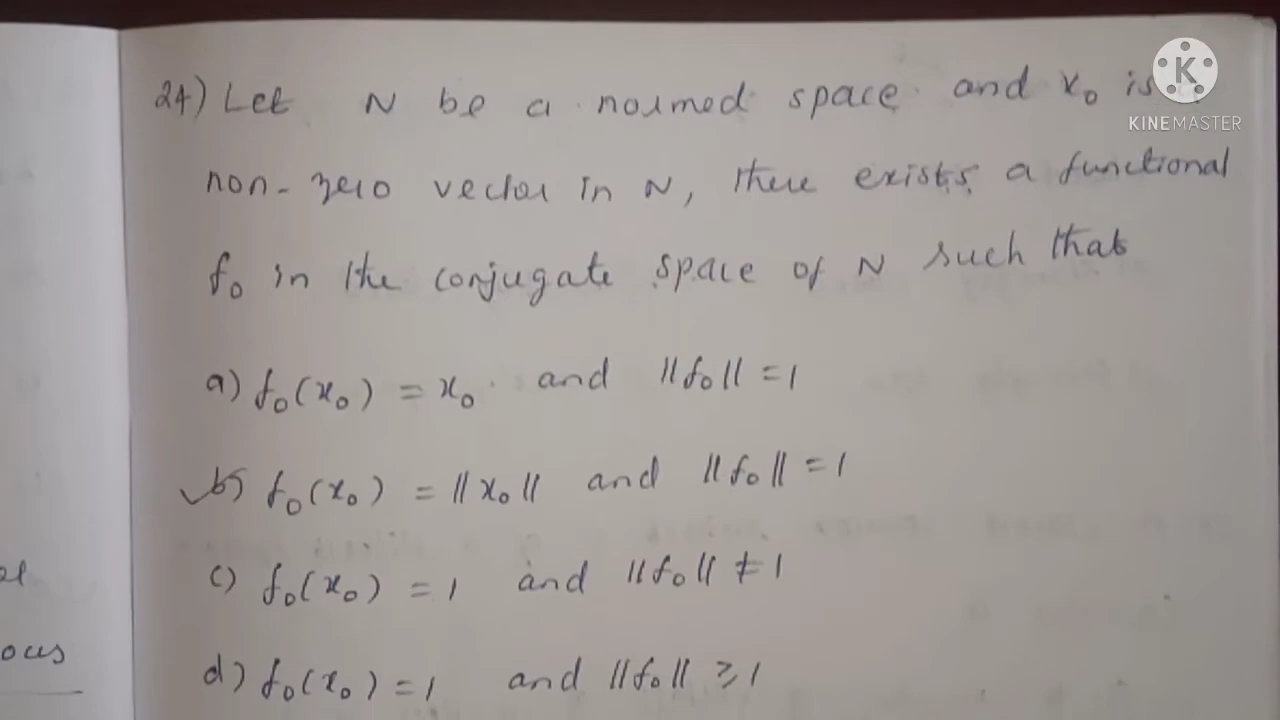 24) Let N be a normed space and x₀ is
K
KINEMASTER
non-zero vector in N, there exists a functional
f₀ in the conjugate space of N such that
a) f₀(x₀) = x₀ and ||f₀|| = 1
b) f₀(x₀) = ||x₀|| and ||f₀|| = 1
c) f₀(x₀) = 1 and ||f₀|| ≠ 1
d) f₀(x₀) = 1 and ||f₀|| ≥ 1